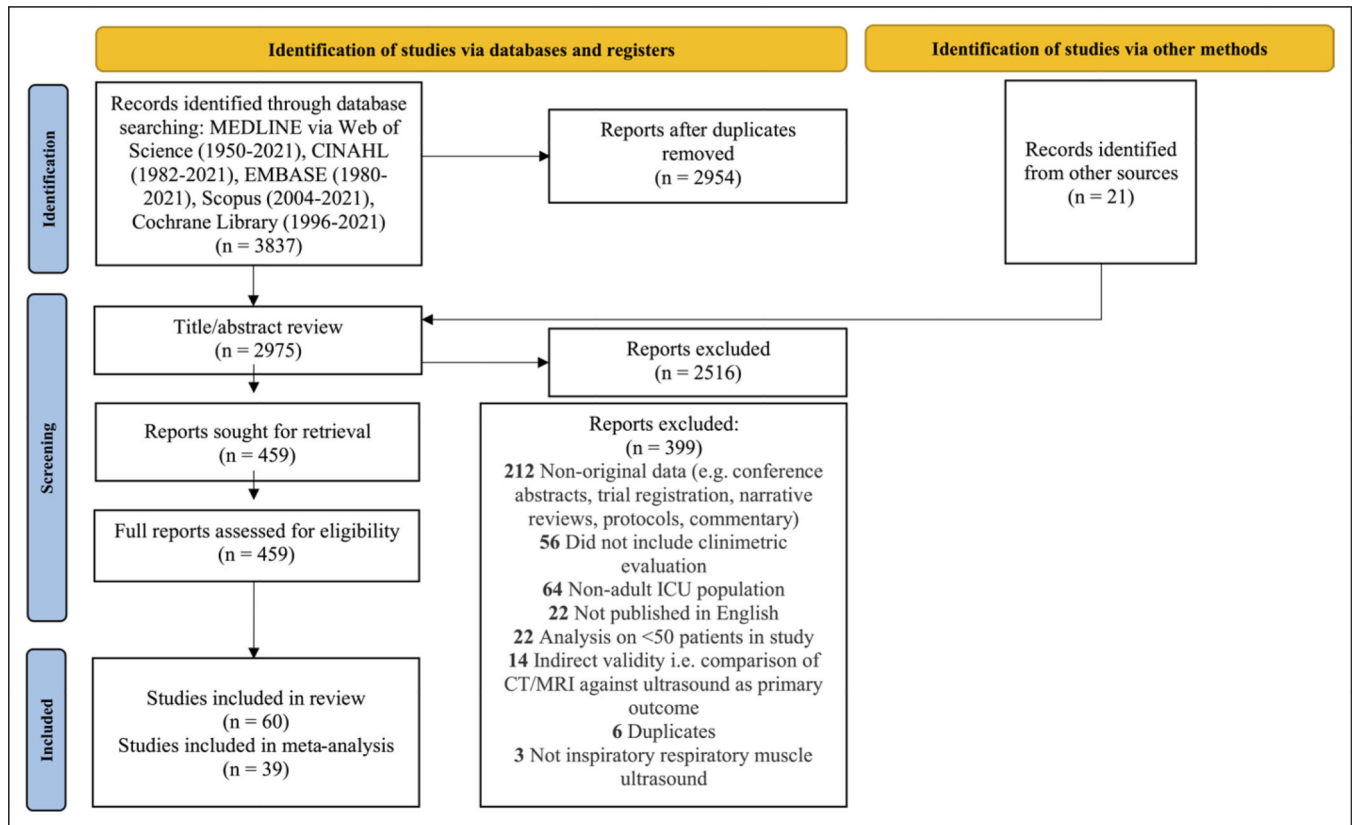 Identification of studies via databases and registers
Identification of studies via other methods
Identification
Records identified through database
searching: MEDLINE via Web of
Science (1950-2021), CINAHL
(1982-2021), EMBASE (1980-
2021), Scopus (2004-2021),
Cochrane Library (1996-2021)
(n = 3837)
Reports after duplicates
removed
(n = 2954)
Records identified
from other sources
(n = 21)
Screening
Title/abstract review
(n = 2975)
Reports excluded
(n = 2516)
Reports sought for retrieval
(n = 459)
Full reports assessed for eligibility
(n = 459)
Reports excluded:
(n = 399)
212 Non-original data (e.g. conference
abstracts, trial registration, narrative
reviews, protocols, commentary)
56 Did not include clinimetric
evaluation
64 Non-adult ICU population
22 Not published in English
22 Analysis on <50 patients in study
14 Indirect validity i.e. comparison of
CT/MRI against ultrasound as primary
outcome
6 Duplicates
3 Not inspiratory respiratory muscle
ultrasound
Included
Studies included in review
(n = 60)
Studies included in meta-analysis
(n = 39)